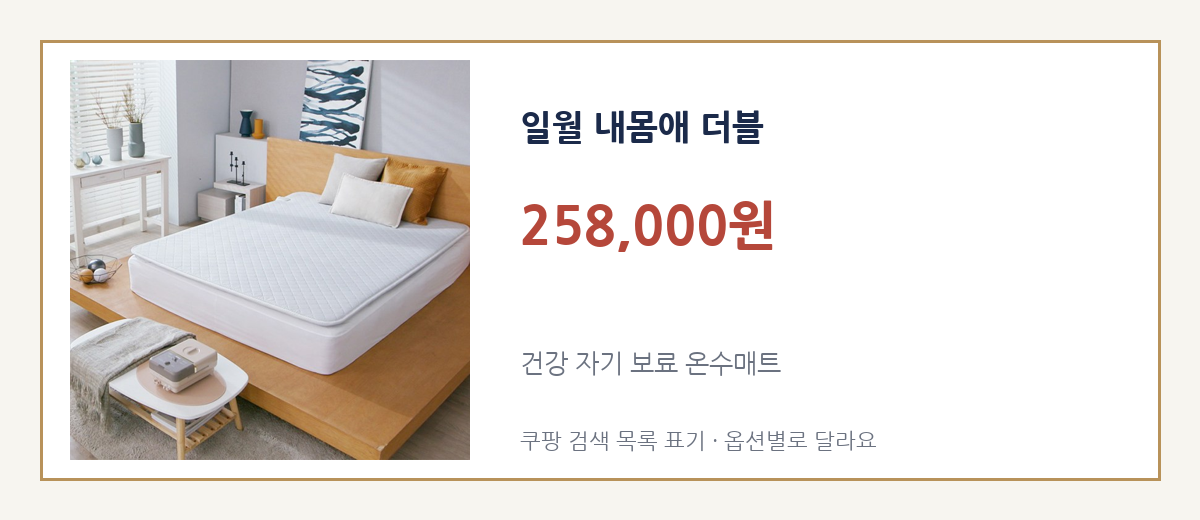 일월 내몸애 더블
258,000원
건강 자기 보료 온수매트
쿠팡 검색 목록 표기 · 옵션별로 달라요